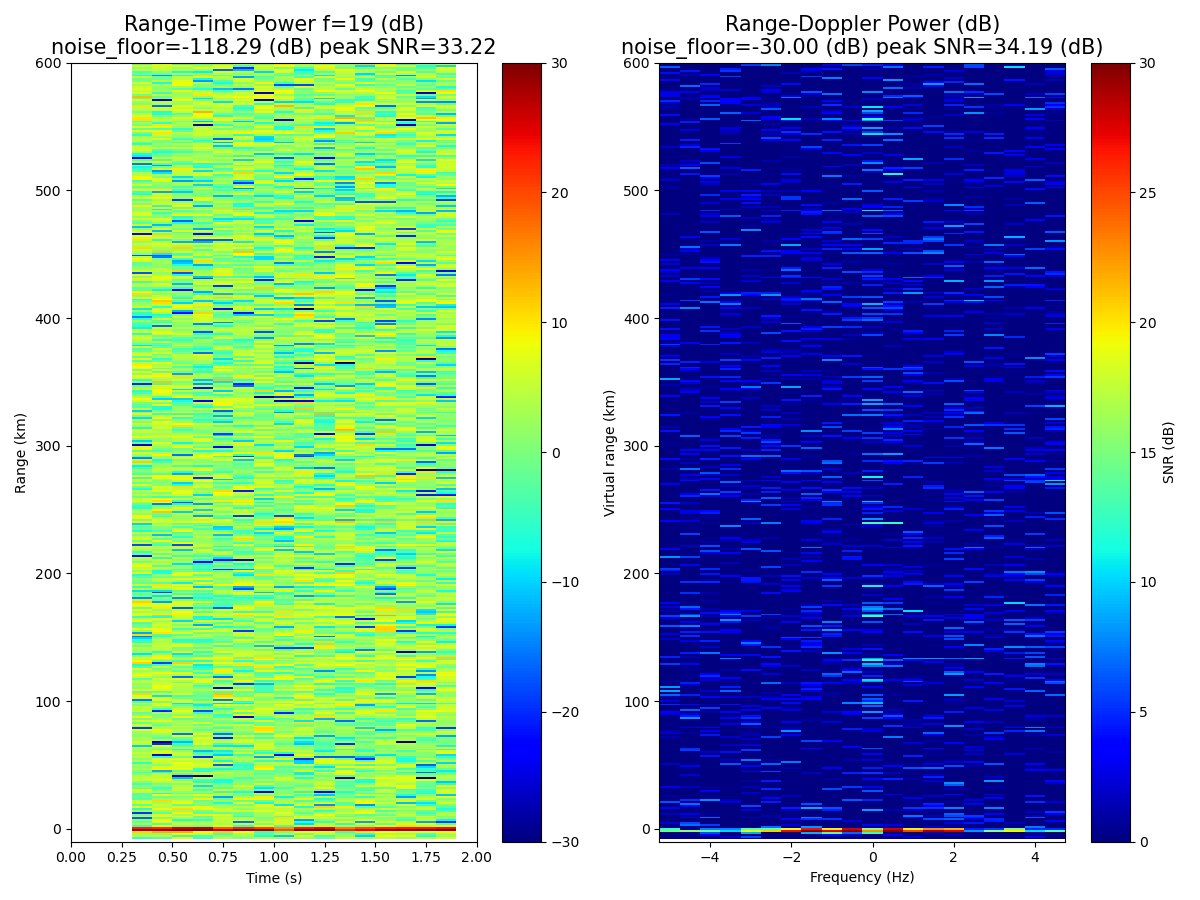 Range-Time Power f=19 (dB)
noise_floor=-118.29 (dB) peak SNR=33.22
600
500
400
300
200
100
0
Range (km)
0.00 0.25 0.50 0.75 1.00 1.25 1.50 1.75 2.00
Time (s)
30
20
10
0
−10
−20
−30
Range-Doppler Power (dB)
noise_floor=-30.00 (dB) peak SNR=34.19 (dB)
600
500
400
300
200
100
0
Virtual range (km)
−4 −2 0 2 4
Frequency (Hz)
30
25
20
15
10
5
0
SNR (dB)